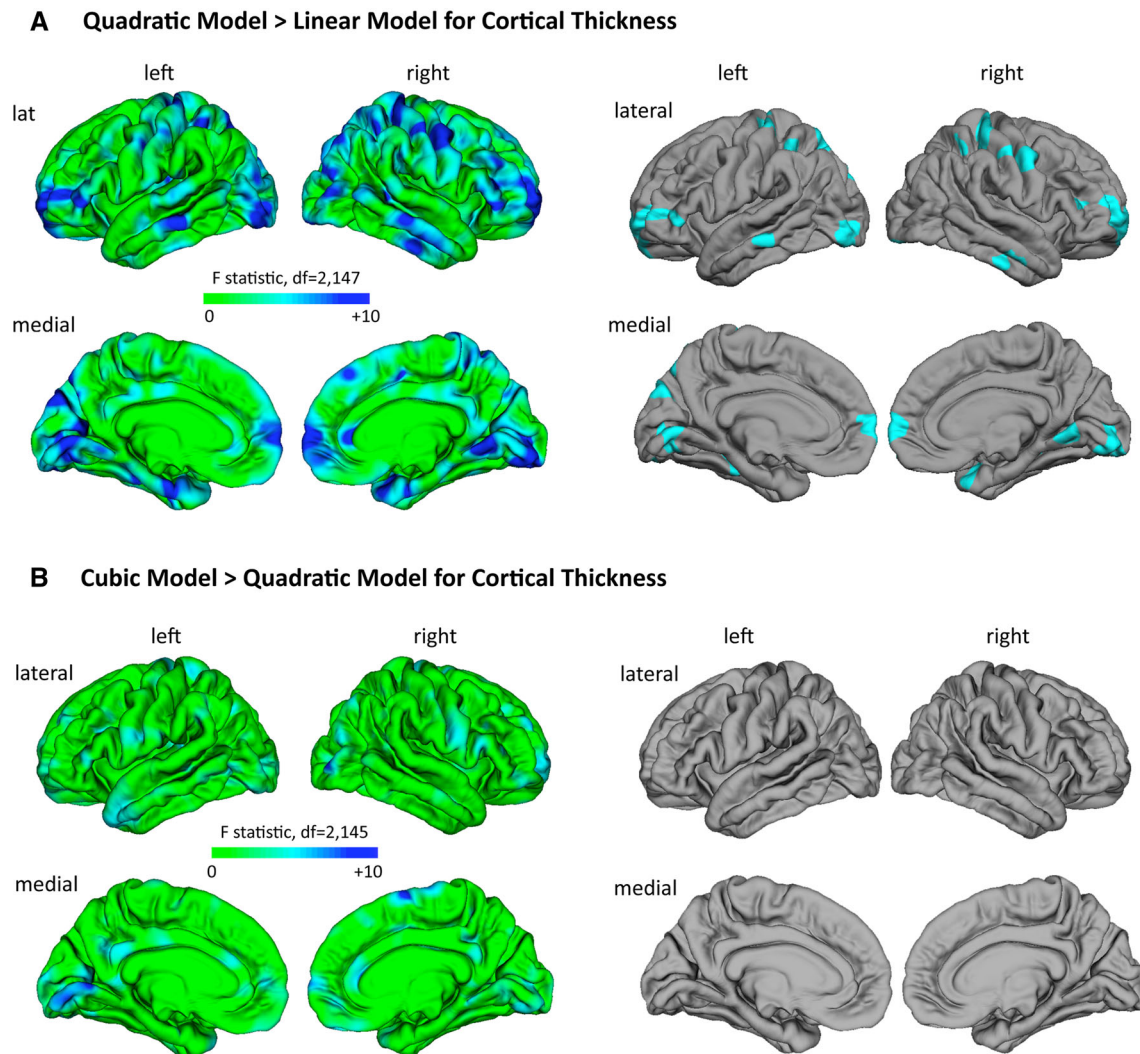 A Quadratic Model > Linear Model for Cortical Thickness
left right left right
lat lateral
F statistic, df=2,147
0 +10
medial medial
B Cubic Model > Quadratic Model for Cortical Thickness
left right left right
lateral lateral
F statistic, df=2,145
0 +10
medial medial